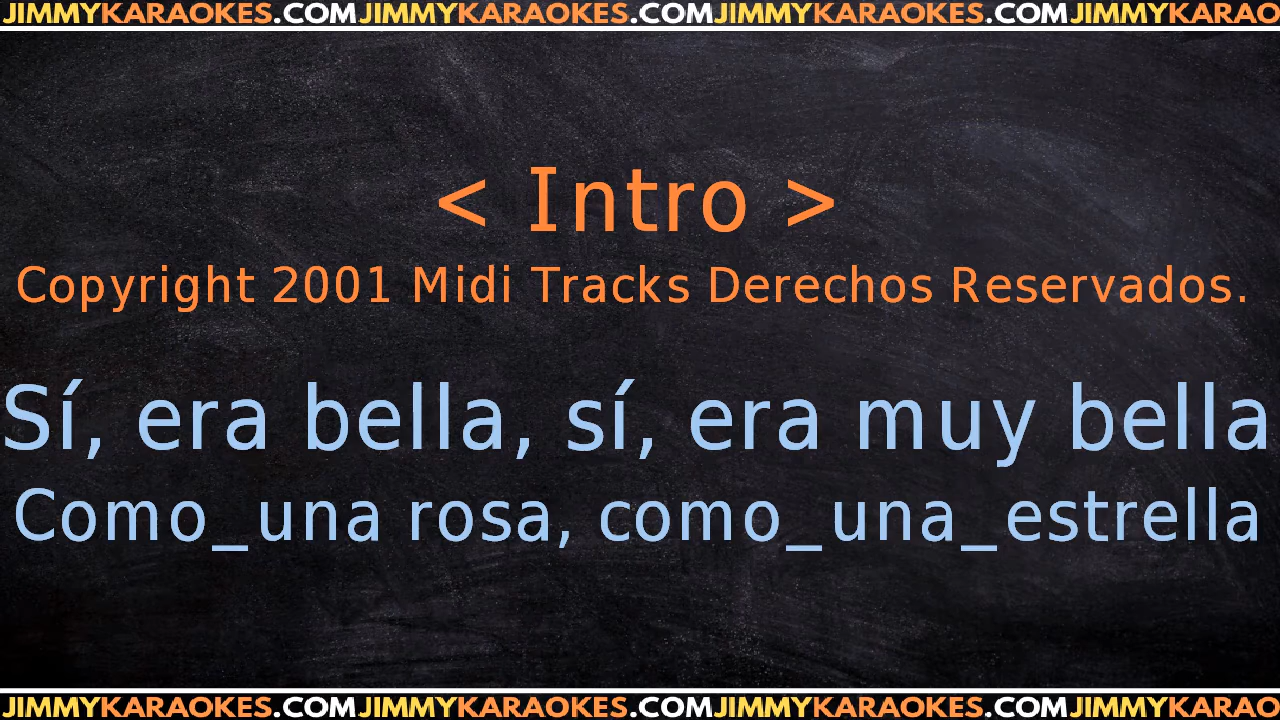 JIMMYKARAOKES.COMJIMMYKARAOKES.COMJIMMYKARAOKES.COMJIMMYKARAO
< Intro >
Copyright 2001 Midi Tracks Derechos Reservados.
Sí, era bella, sí, era muy bella
Como_una rosa, como_una_estrella
JIMMYKARAOKES.COMJIMMYKARAOKES.COMJIMMYKARAOKES.COMJIMMYKARAO